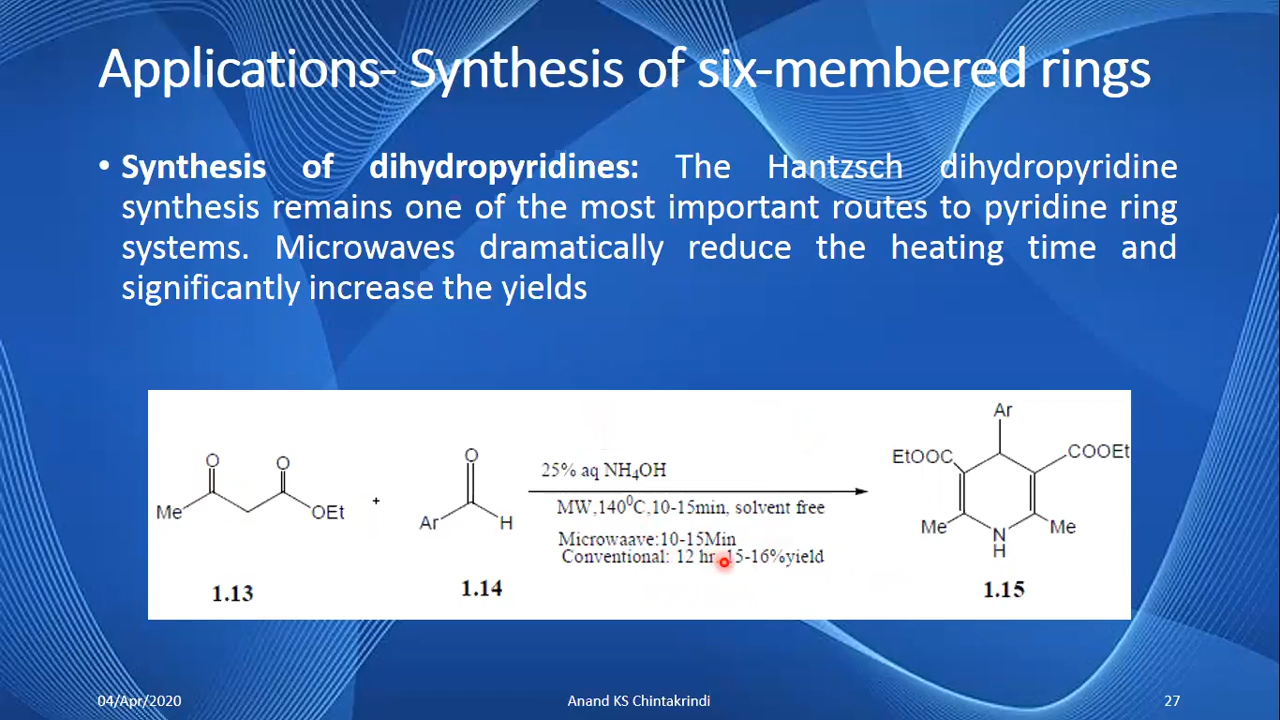 Applications- Synthesis of six-membered rings
• Synthesis of dihydropyridines: The Hantzsch dihydropyridine
synthesis remains one of the most important routes to pyridine ring
systems. Microwaves dramatically reduce the heating time and
significantly increase the yields
O
O
Me
OEt
1.13
+
O
Ar
H
1.14
25% aq NH₄OH
MW,140⁰C,10-15min, solvent free
Microwaave:10-15Min
Conventional: 12 hr 15-16%yield
Ar
EtOOC
COOEt
Me
Me
N
H
1.15
04/Apr/2020
Anand KS Chintakrindi
27